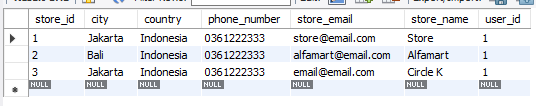 store_id city country phone_number store_email store_name user_id
1 Jakarta Indonesia 0361222333 store@email.com Store 1
2 Bali Indonesia 0361222333 alfamart@email.com Alfamart 1
3 Jakarta Indonesia 0361222333 email@email.com Circle K 1
NULL NULL NULL NULL NULL NULL NULL